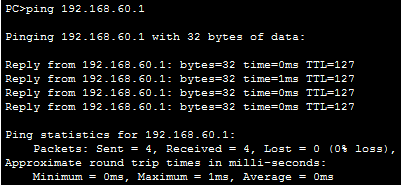 PC>ping 192.168.60.1
Pinging 192.168.60.1 with 32 bytes of data:
Reply from 192.168.60.1: bytes=32 time=0ms TTL=127
Reply from 192.168.60.1: bytes=32 time=1ms TTL=127
Reply from 192.168.60.1: bytes=32 time=0ms TTL=127
Reply from 192.168.60.1: bytes=32 time=0ms TTL=127
Ping statistics for 192.168.60.1:
    Packets: Sent = 4, Received = 4, Lost = 0 (0% loss),
Approximate round trip times in milli-seconds:
    Minimum = 0ms, Maximum = 1ms, Average = 0ms